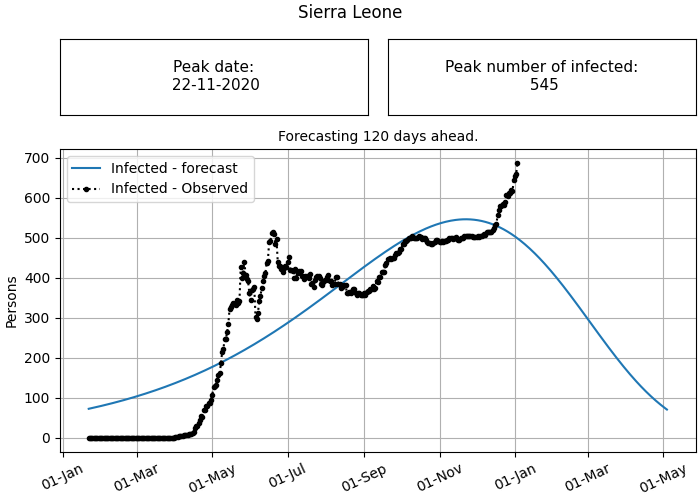 Sierra Leone
Peak date:
22-11-2020
Peak number of infected:
545
Forecasting 120 days ahead.
Infected - forecast
Infected - Observed
Persons
700
600
500
400
300
200
100
0
01-Jan
01-Mar
01-May
01-Jul
01-Sep
01-Nov
01-Jan
01-Mar
01-May